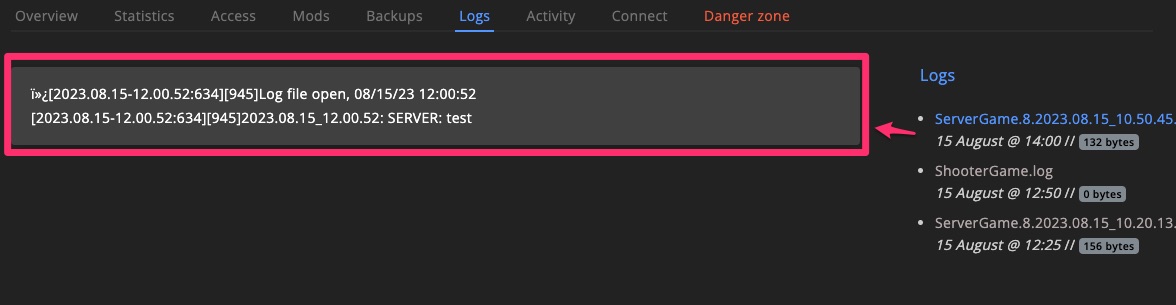 Overview Statistics Access Mods Backups Logs Activity Connect Danger zone
ï»¿[2023.08.15-12.00.52:634][945]Log file open, 08/15/23 12:00:52
[2023.08.15-12.00.52:634][945]2023.08.15_12.00.52: SERVER: test
Logs
ServerGame.8.2023.08.15_10.50.45.
15 August @ 14:00 // 132 bytes
ShooterGame.log
15 August @ 12:50 // 0 bytes
ServerGame.8.2023.08.15_10.20.13.
15 August @ 12:25 // 156 bytes